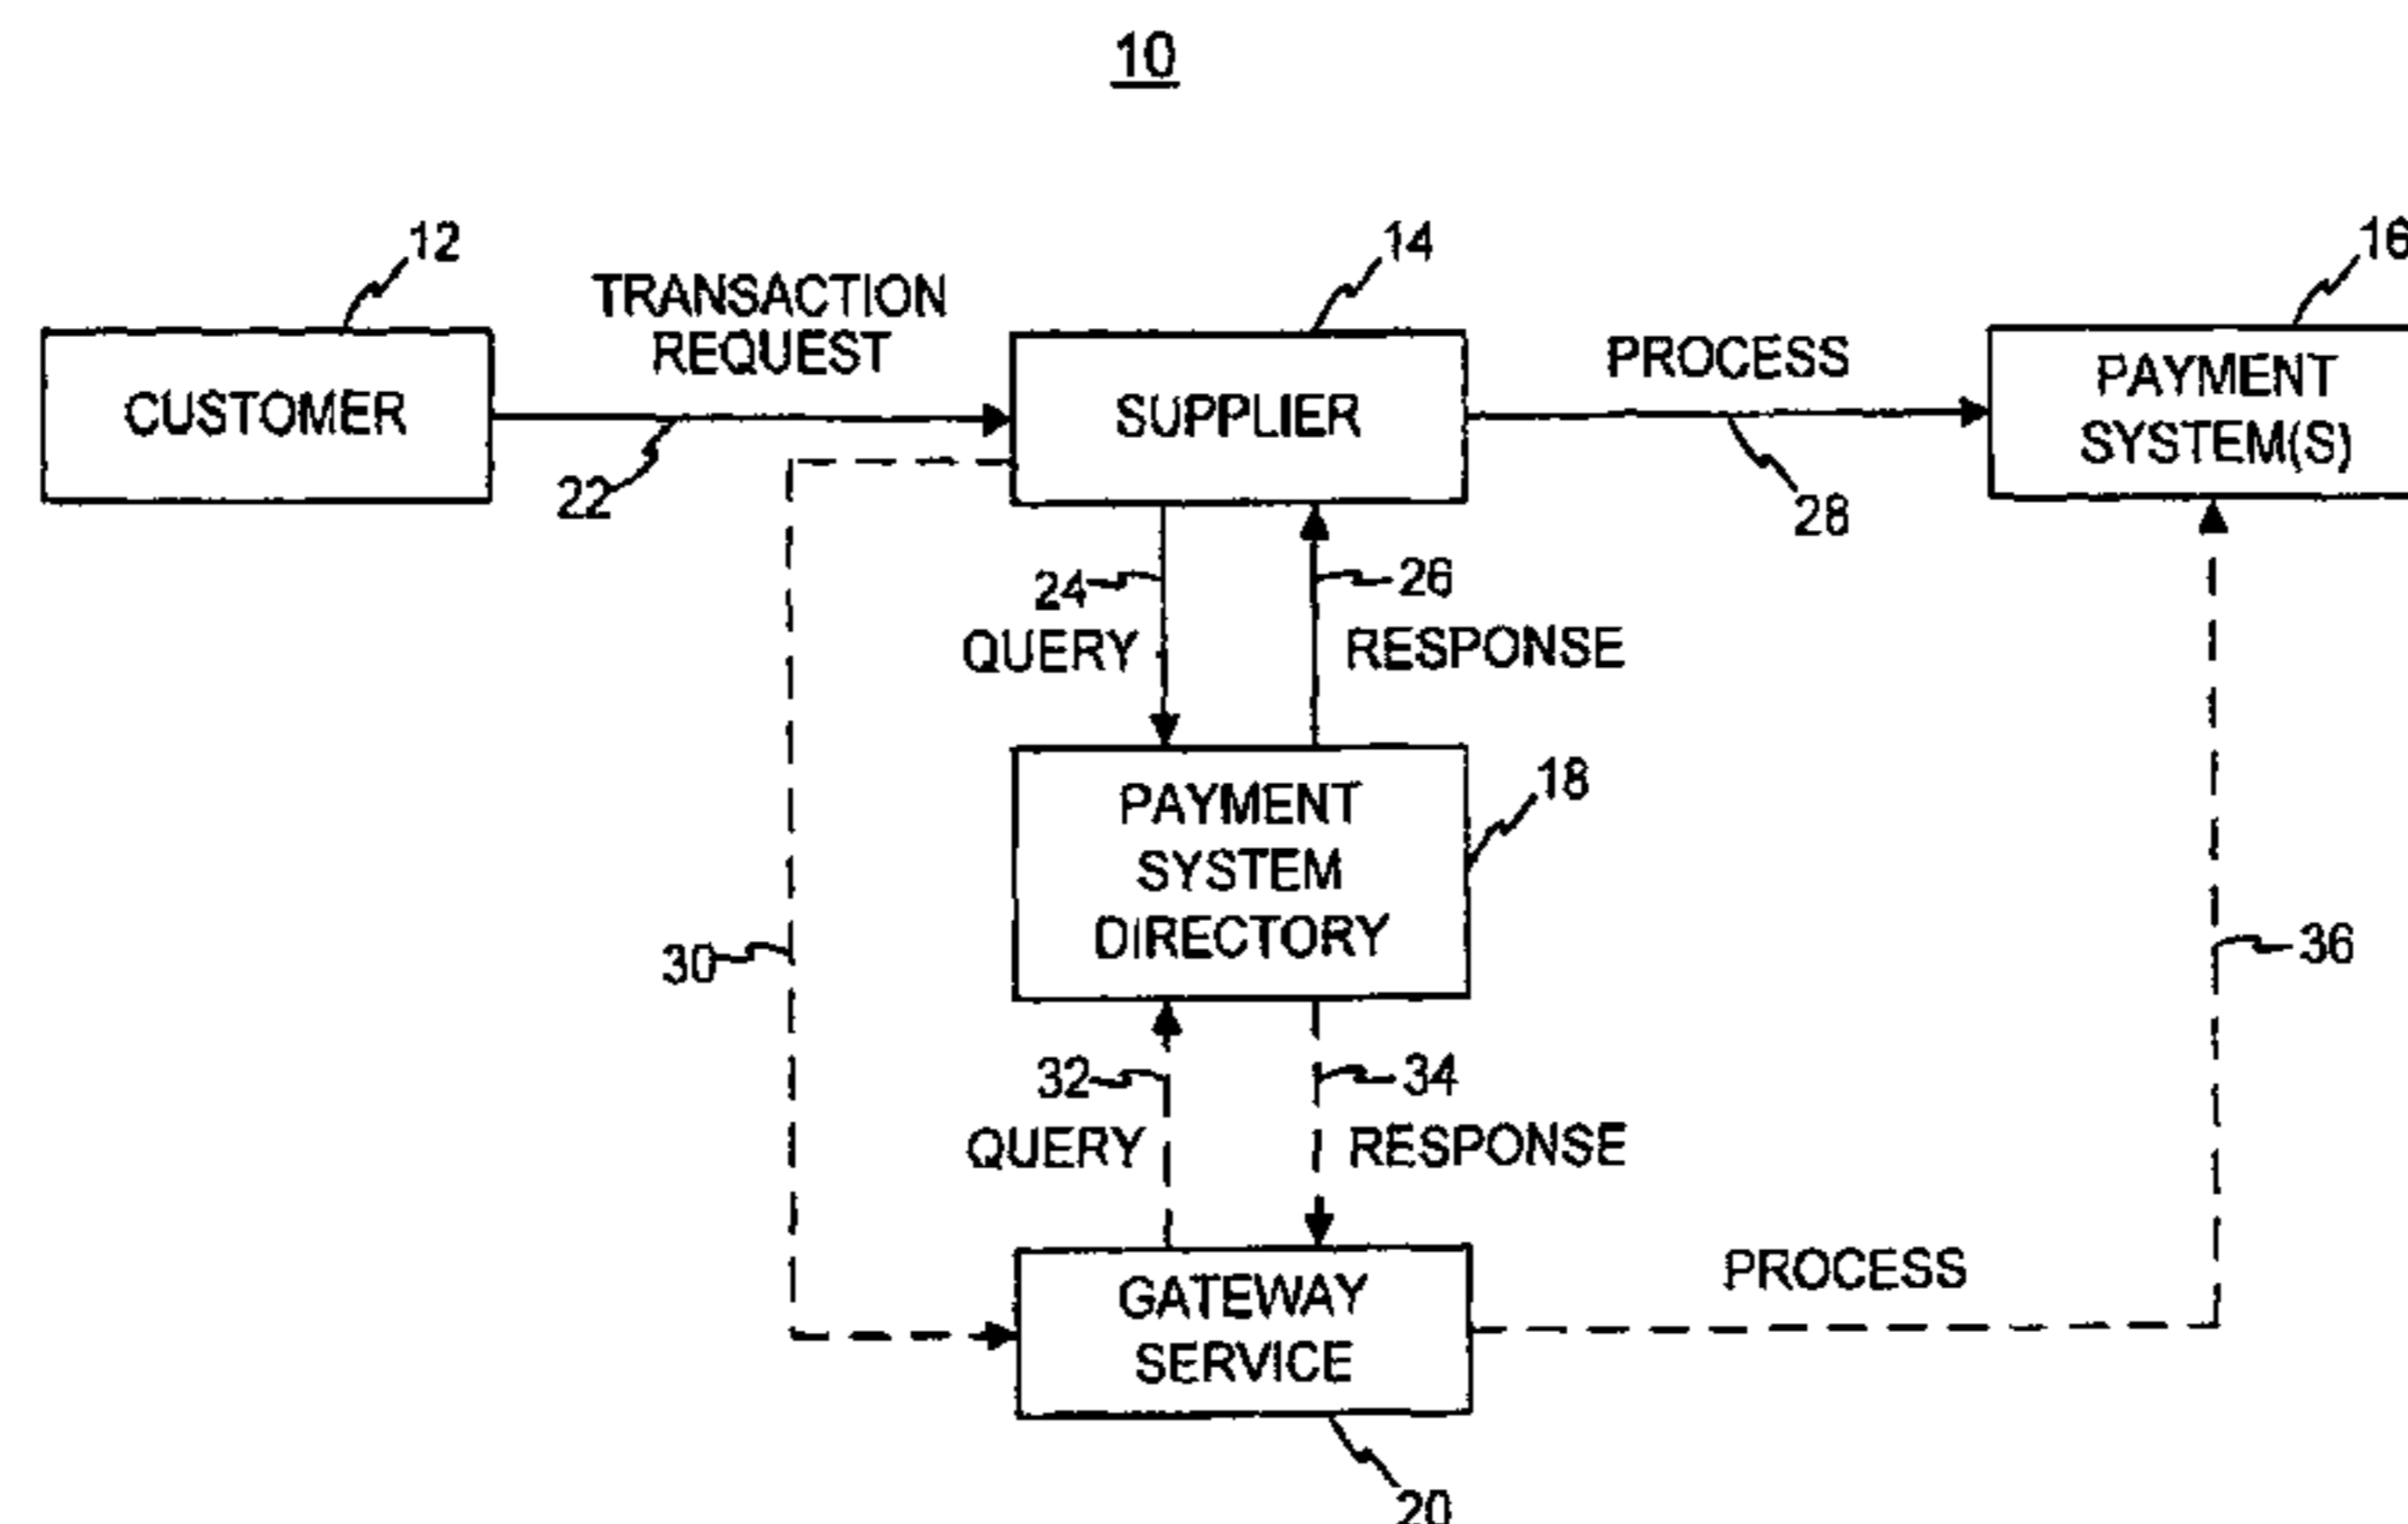 10
12
TRANSACTION
REQUEST
14
16
CUSTOMER
SUPPLIER
PROCESS
PAYMENT
SYSTEM(S)
22
28
24
26
QUERY
RESPONSE
PAYMENT
SYSTEM
DIRECTORY
18
30
36
32
34
QUERY
RESPONSE
GATEWAY
SERVICE
PROCESS
20